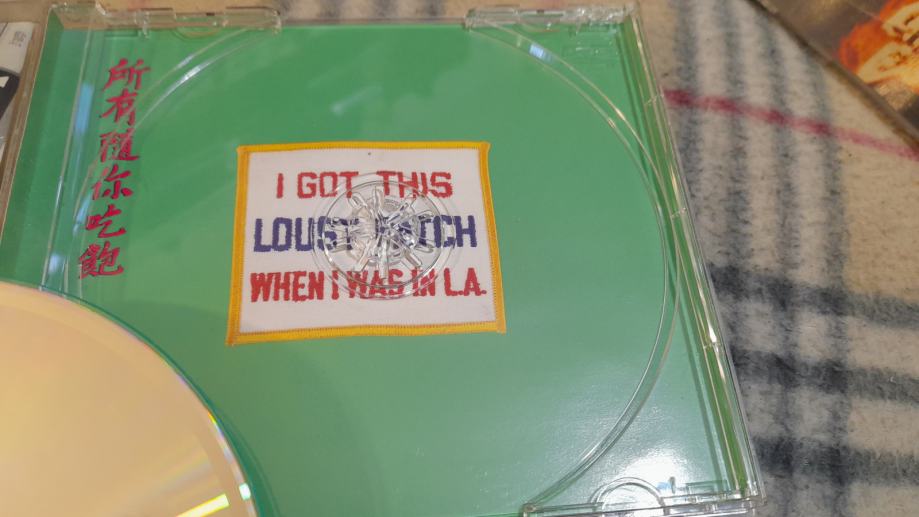 所有隨你吃飽
I GOT THIS
LOUSY PATCH
WHEN I WAS IN L.A.